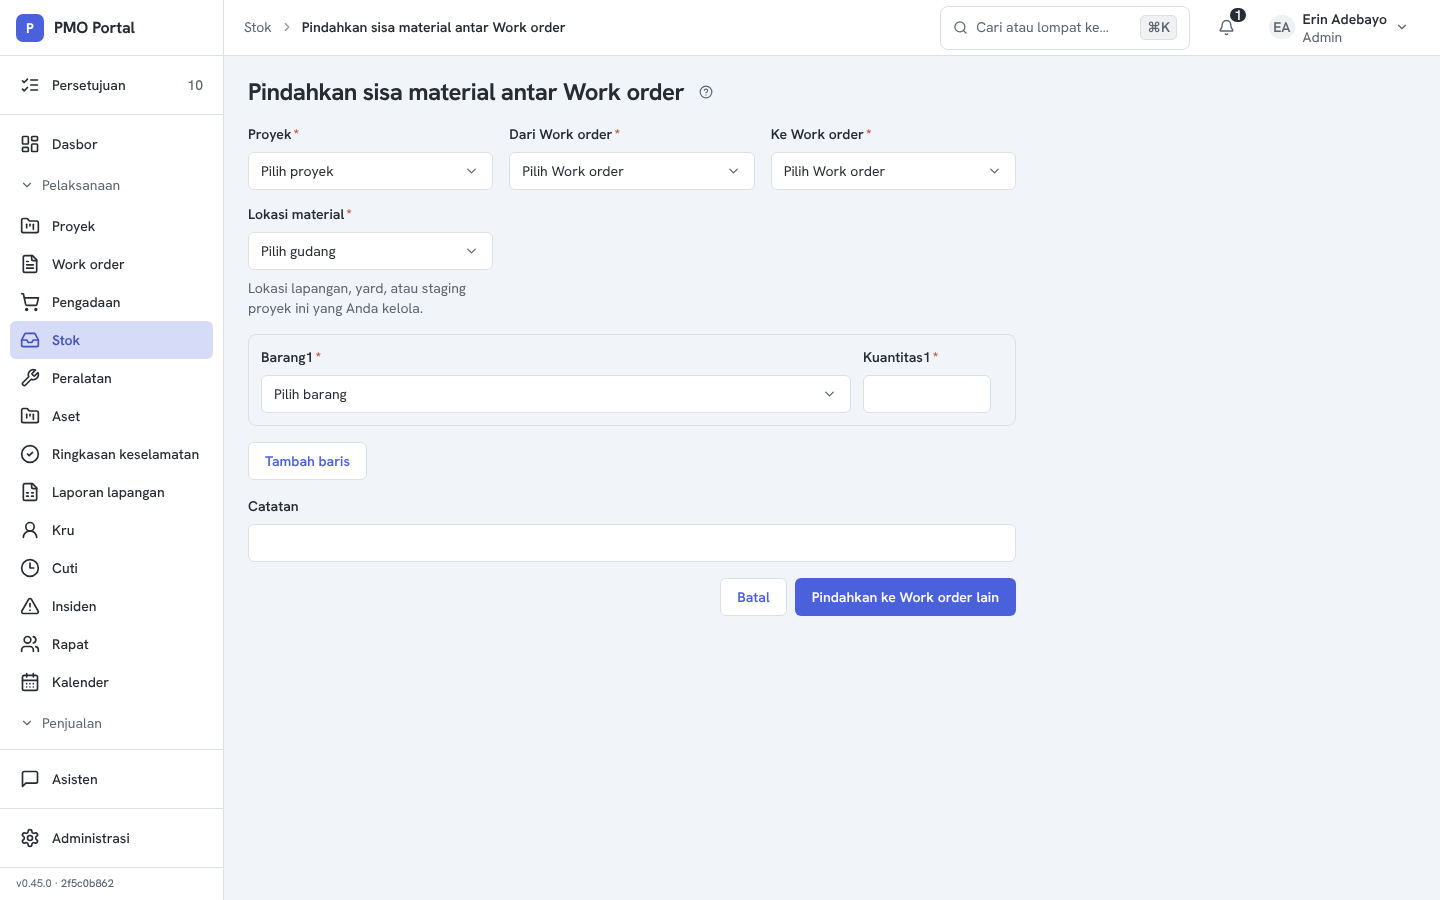 P PMO Portal
Stok > Pindahkan sisa material antar Work order
Cari atau lompat ke...
⌘K
1
EA
Erin Adebayo
Admin
Persetujuan 10
Dasbor
Pelaksanaan
Proyek
Work order
Pengadaan
Stok
Peralatan
Aset
Ringkasan keselamatan
Laporan lapangan
Kru
Cuti
Insiden
Rapat
Kalender
Penjualan
Asisten
Administrasi
v0.45.0 · 2f5c0b862
Pindahkan sisa material antar Work order
Proyek* Dari Work order* Ke Work order*
Pilih proyek Pilih Work order Pilih Work order
Lokasi material*
Pilih gudang
Lokasi lapangan, yard, atau staging
proyek ini yang Anda kelola.
Barang1* Kuantitas1*
Pilih barang
Tambah baris
Catatan
Batal Pindahkan ke Work order lain